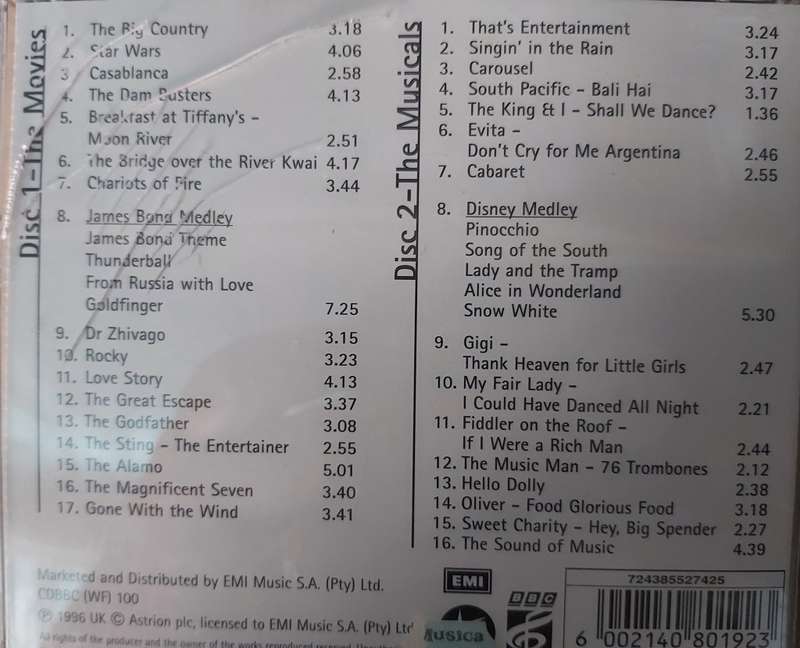 Disc 1-The Movies
1. The Big Country 3.18
2. Star Wars 4.06
3 Casablanca 2.58
4. The Dam Busters 4.13
5. Breakfast at Tiffany's -
Moon River 2.51
6. The Bridge over the River Kwai 4.17
7. Chariots of Fire 3.44
8. James Bond Medley
James Bond Theme
Thunderball
From Russia with Love
Goldfinger 7.25
9. Dr Zhivago 3.15
10. Rocky 3.23
11. Love Story 4.13
12. The Great Escape 3.37
13. The Godfather 3.08
14. The Sting - The Entertainer 2.55
15. The Alamo 5.01
16. The Magnificent Seven 3.40
17. Gone With the Wind 3.41
Disc 2-The Musicals
1. That's Entertainment 3.24
2. Singin' in the Rain 3.17
3. Carousel 2.42
4. South Pacific - Bali Hai 3.17
5. The King & I - Shall We Dance? 1.36
6. Evita -
Don't Cry for Me Argentina 2.46
7. Cabaret 2.55
8. Disney Medley
Pinocchio
Song of the South
Lady and the Tramp
Alice in Wonderland
Snow White 5.30
9. Gigi -
Thank Heaven for Little Girls 2.47
10. My Fair Lady -
I Could Have Danced All Night 2.21
11. Fiddler on the Roof -
If I Were a Rich Man 2.44
12. The Music Man - 76 Trombones 2.12
13. Hello Dolly 2.38
14. Oliver - Food Glorious Food 3.18
15. Sweet Charity - Hey, Big Spender 2.27
16. The Sound of Music 4.39
Marketed and Distributed by EMI Music S.A. (Pty) Ltd.
CDBBC (WF) 100
℗ 1996 UK © Astrion plc, licensed to EMI Music S.A. (Pty) Ltd
All rights of the producer and the owner of the works reproduced reserved.
EMI
BBC
Musica
724385527425
6 002140 801923